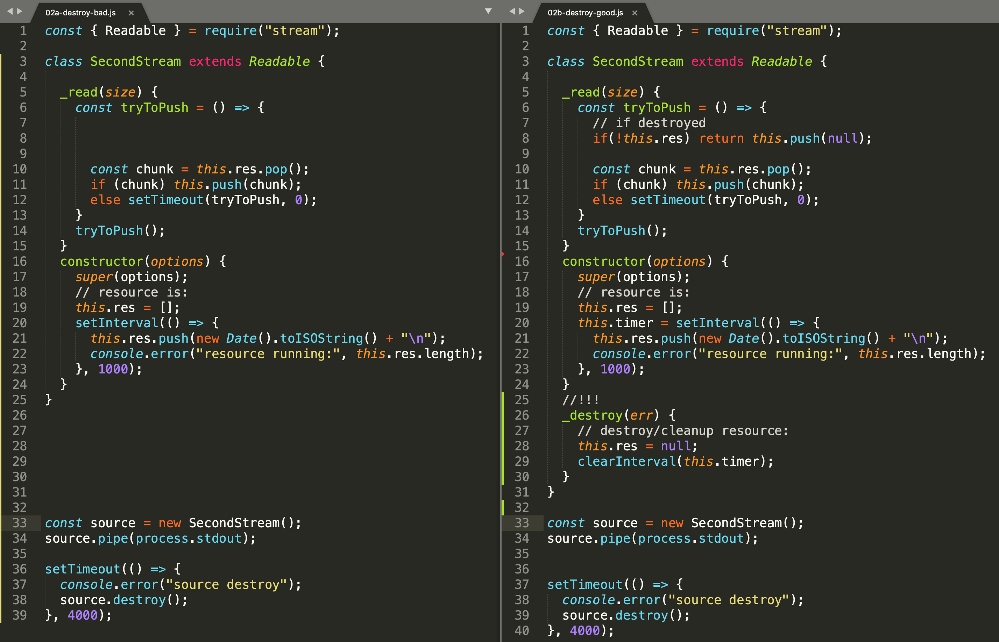 02a-destroy-bad.js ×
1 const { Readable } = require("stream");
2
3 class SecondStream extends Readable {
4
5   _read(size) {
6     const tryToPush = () => {
7
8
9
10       const chunk = this.res.pop();
11       if (chunk) this.push(chunk);
12       else setTimeout(tryToPush, 0);
13     }
14     tryToPush();
15   }
16   constructor(options) {
17     super(options);
18     // resource is:
19     this.res = [];
20     setInterval(() => {
21       this.res.push(new Date().toISOString() + "\n");
22       console.error("resource running:", this.res.length);
23     }, 1000);
24   }
25 }
26
27
28
29
30
31
32
33 const source = new SecondStream();
34 source.pipe(process.stdout);
35
36 setTimeout(() => {
37   console.error("source destroy");
38   source.destroy();
39 }, 4000);
02b-destroy-good.js ×
1 const { Readable } = require("stream");
2
3 class SecondStream extends Readable {
4
5   _read(size) {
6     const tryToPush = () => {
7       // if destroyed
8       if(!this.res) return this.push(null);
9
10       const chunk = this.res.pop();
11       if (chunk) this.push(chunk);
12       else setTimeout(tryToPush, 0);
13     }
14     tryToPush();
15   }
16   constructor(options) {
17     super(options);
18     // resource is:
19     this.res = [];
20     this.timer = setInterval(() => {
21       this.res.push(new Date().toISOString() + "\n");
22       console.error("resource running:", this.res.length);
23     }, 1000);
24   }
25   //!!!
26   _destroy(err) {
27     // destroy/cleanup resource:
28     this.res = null;
29     clearInterval(this.timer);
30   }
31 }
32
33 const source = new SecondStream();
34 source.pipe(process.stdout);
35
36
37 setTimeout(() => {
38   console.error("source destroy");
39   source.destroy();
40 }, 4000);